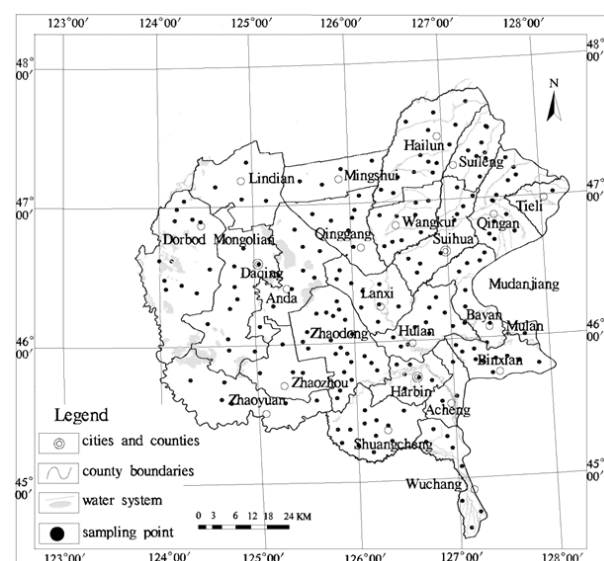 123°00′ 124°00′ 125°00′ 126°00′ 127°00′ 128°00′
48°
00′
48°
00′
N
Hailun
Suileng
Lindian
Mingshui
47°
00′
47°
00′
Tieli
Wangkur
Qingan
Dorbod
Mongolian
Qinggang
Suihua
Daqing
Mudanjiang
Anda
Lanxi
Bayan
Mulan
Zhaodong
Hulan
46°
00′
46°
00′
Binxian
Zhaozhou
Harbin
Zhaoyuan
Acheng
Legend
cities and counties
Shuangcheng
county boundaries
Wuchang
45°
00′
45°
00′
water system
sampling point
0 3 6 12 18 24 KM
123°00′ 124°00′ 125°00′ 126°00′ 127°00′ 128°00′